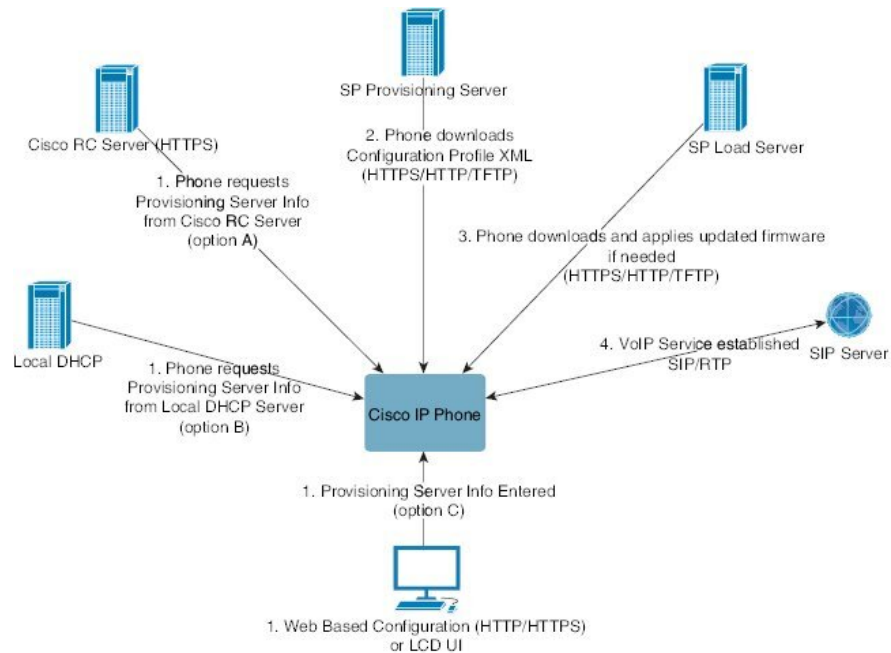 SP Provisioning Server
Cisco RC Server (HTTPS)
SP Load Server
2. Phone downloads
Configuration Profile XML
(HTTPS/HTTP/TFTP)
1. Phone requests
Provisioning Server Info
from Cisco RC Server
(option A)
3. Phone downloads and applies updated firmware
if needed
(HTTPS/HTTP/TFTP)
Local DHCP
1. Phone requests
Provisioning Server Info
from Local DHCP Server
(option B)
4. VoIP Service established
SIP/RTP
SIP Server
Cisco IP Phone
1. Provisioning Server Info Entered
(option C)
1. Web Based Configuration (HTTP/HTTPS)
or LCD UI